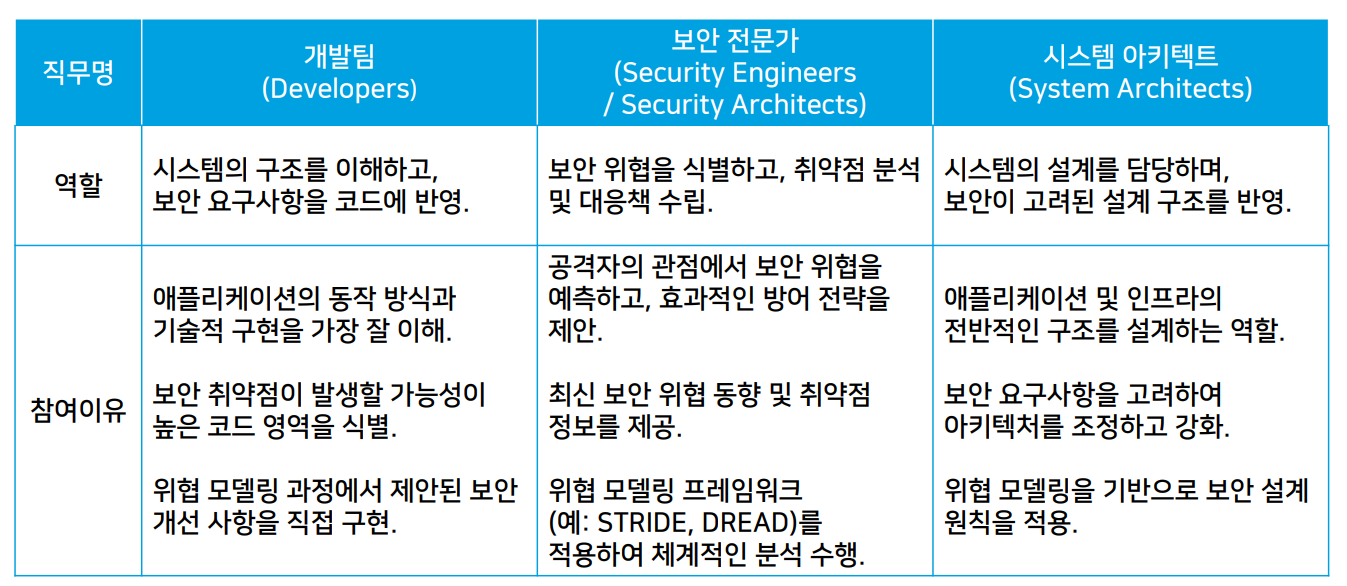 직무명
개발팀
(Developers)
보안 전문가
(Security Engineers
/ Security Architects)
시스템 아키텍트
(System Architects)
역할
시스템의 구조를 이해하고,
보안 요구사항을 코드에 반영.
보안 위협을 식별하고, 취약점 분석
및 대응책 수립.
시스템의 설계를 담당하며,
보안이 고려된 설계 구조를 반영.
참여이유
애플리케이션의 동작 방식과
기술적 구현을 가장 잘 이해.
보안 취약점이 발생할 가능성이
높은 코드 영역을 식별.
위협 모델링 과정에서 제안된 보안
개선 사항을 직접 구현.
공격자의 관점에서 보안 위협을
예측하고, 효과적인 방어 전략을
제안.
최신 보안 위협 동향 및 취약점
정보를 제공.
위협 모델링 프레임워크
(예: STRIDE, DREAD)를
적용하여 체계적인 분석 수행.
애플리케이션 및 인프라의
전반적인 구조를 설계하는 역할.
보안 요구사항을 고려하여
아키텍처를 조정하고 강화.
위협 모델링을 기반으로 보안 설계
원칙을 적용.